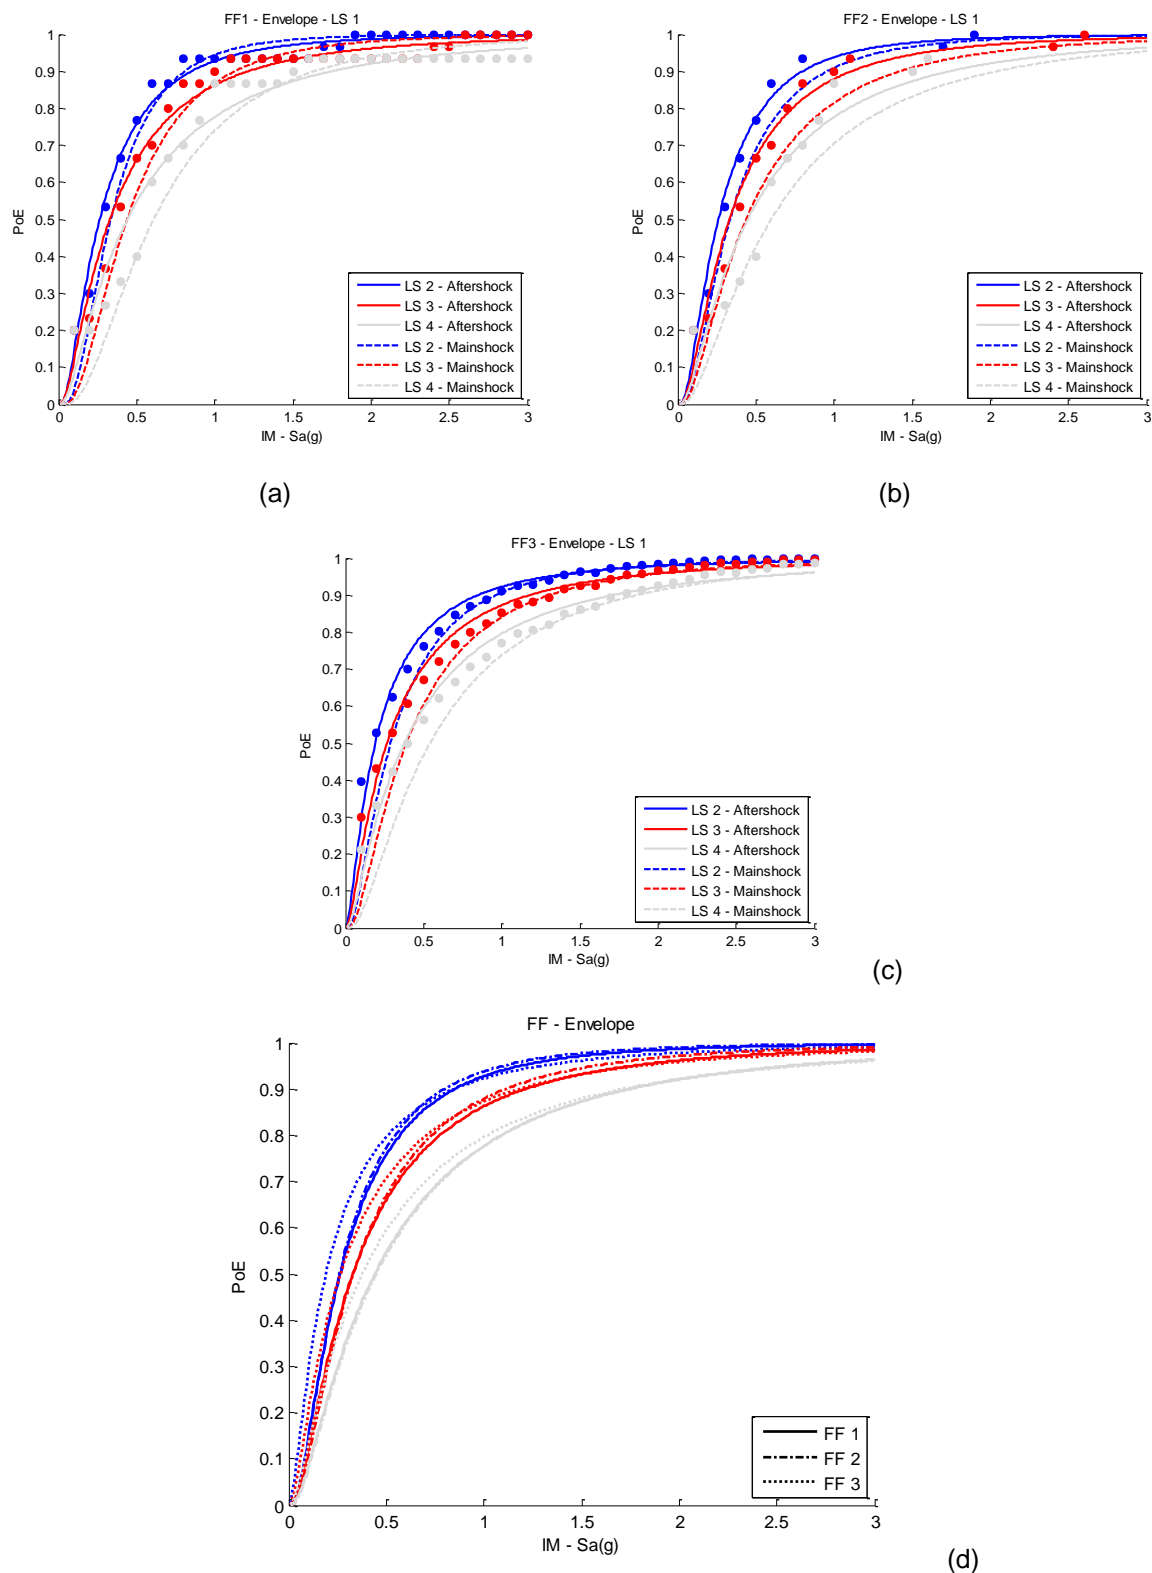 FF1 - Envelope - LS 1
1
0.9
0.8
0.7
0.6
0.5
0.4
0.3
0.2
0.1
0
PoE
LS 2 - Aftershock
LS 3 - Aftershock
LS 4 - Aftershock
LS 2 - Mainshock
LS 3 - Mainshock
LS 4 - Mainshock
0 0.5 1 1.5 2 2.5 3
IM - Sa(g)
(a)
FF2 - Envelope - LS 1
1
0.9
0.8
0.7
0.6
0.5
0.4
0.3
0.2
0.1
0
PoE
LS 2 - Aftershock
LS 3 - Aftershock
LS 4 - Aftershock
LS 2 - Mainshock
LS 3 - Mainshock
LS 4 - Mainshock
0 0.5 1 1.5 2 2.5 3
IM - Sa(g)
(b)
FF3 - Envelope - LS 1
1
0.9
0.8
0.7
0.6
0.5
0.4
0.3
0.2
0.1
0
PoE
LS 2 - Aftershock
LS 3 - Aftershock
LS 4 - Aftershock
LS 2 - Mainshock
LS 3 - Mainshock
LS 4 - Mainshock
0 0.5 1 1.5 2 2.5 3
IM - Sa(g)
(c)
FF - Envelope
1
0.9
0.8
0.7
0.6
0.5
0.4
0.3
0.2
0.1
0
PoE
FF 1
FF 2
FF 3
0 0.5 1 1.5 2 2.5 3
IM - Sa(g)
(d)